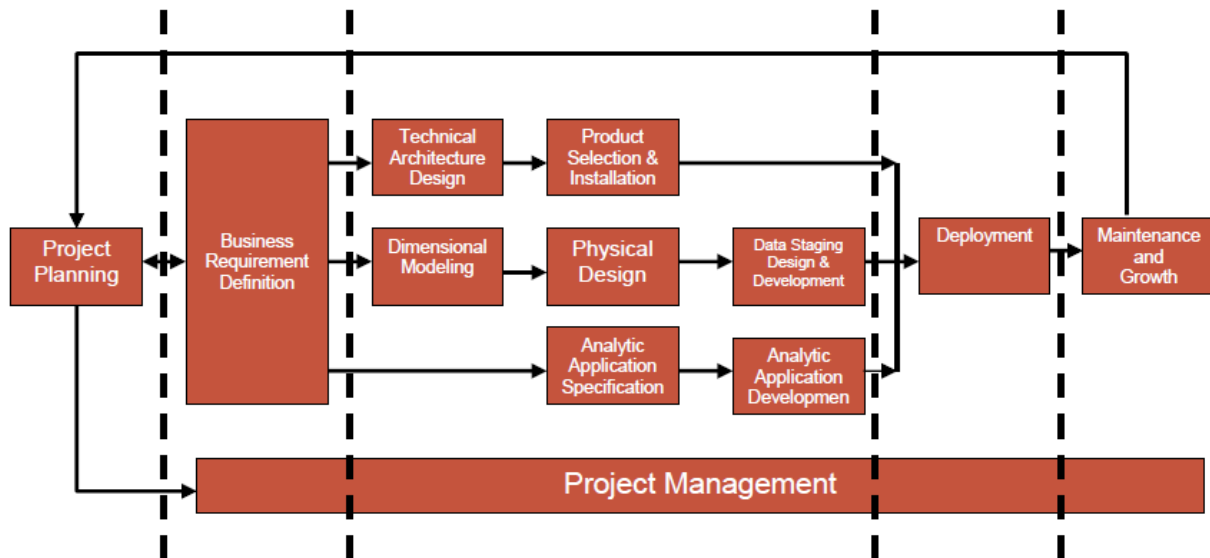 Technical
Architecture
Design
Product
Selection &
Installation
Project
Planning
Business
Requirement
Definition
Dimensional
Modeling
Physical
Design
Data Staging
Design &
Development
Deployment
Maintenance
and
Growth
Analytic
Application
Specification
Analytic
Application
Developmen
Project Management